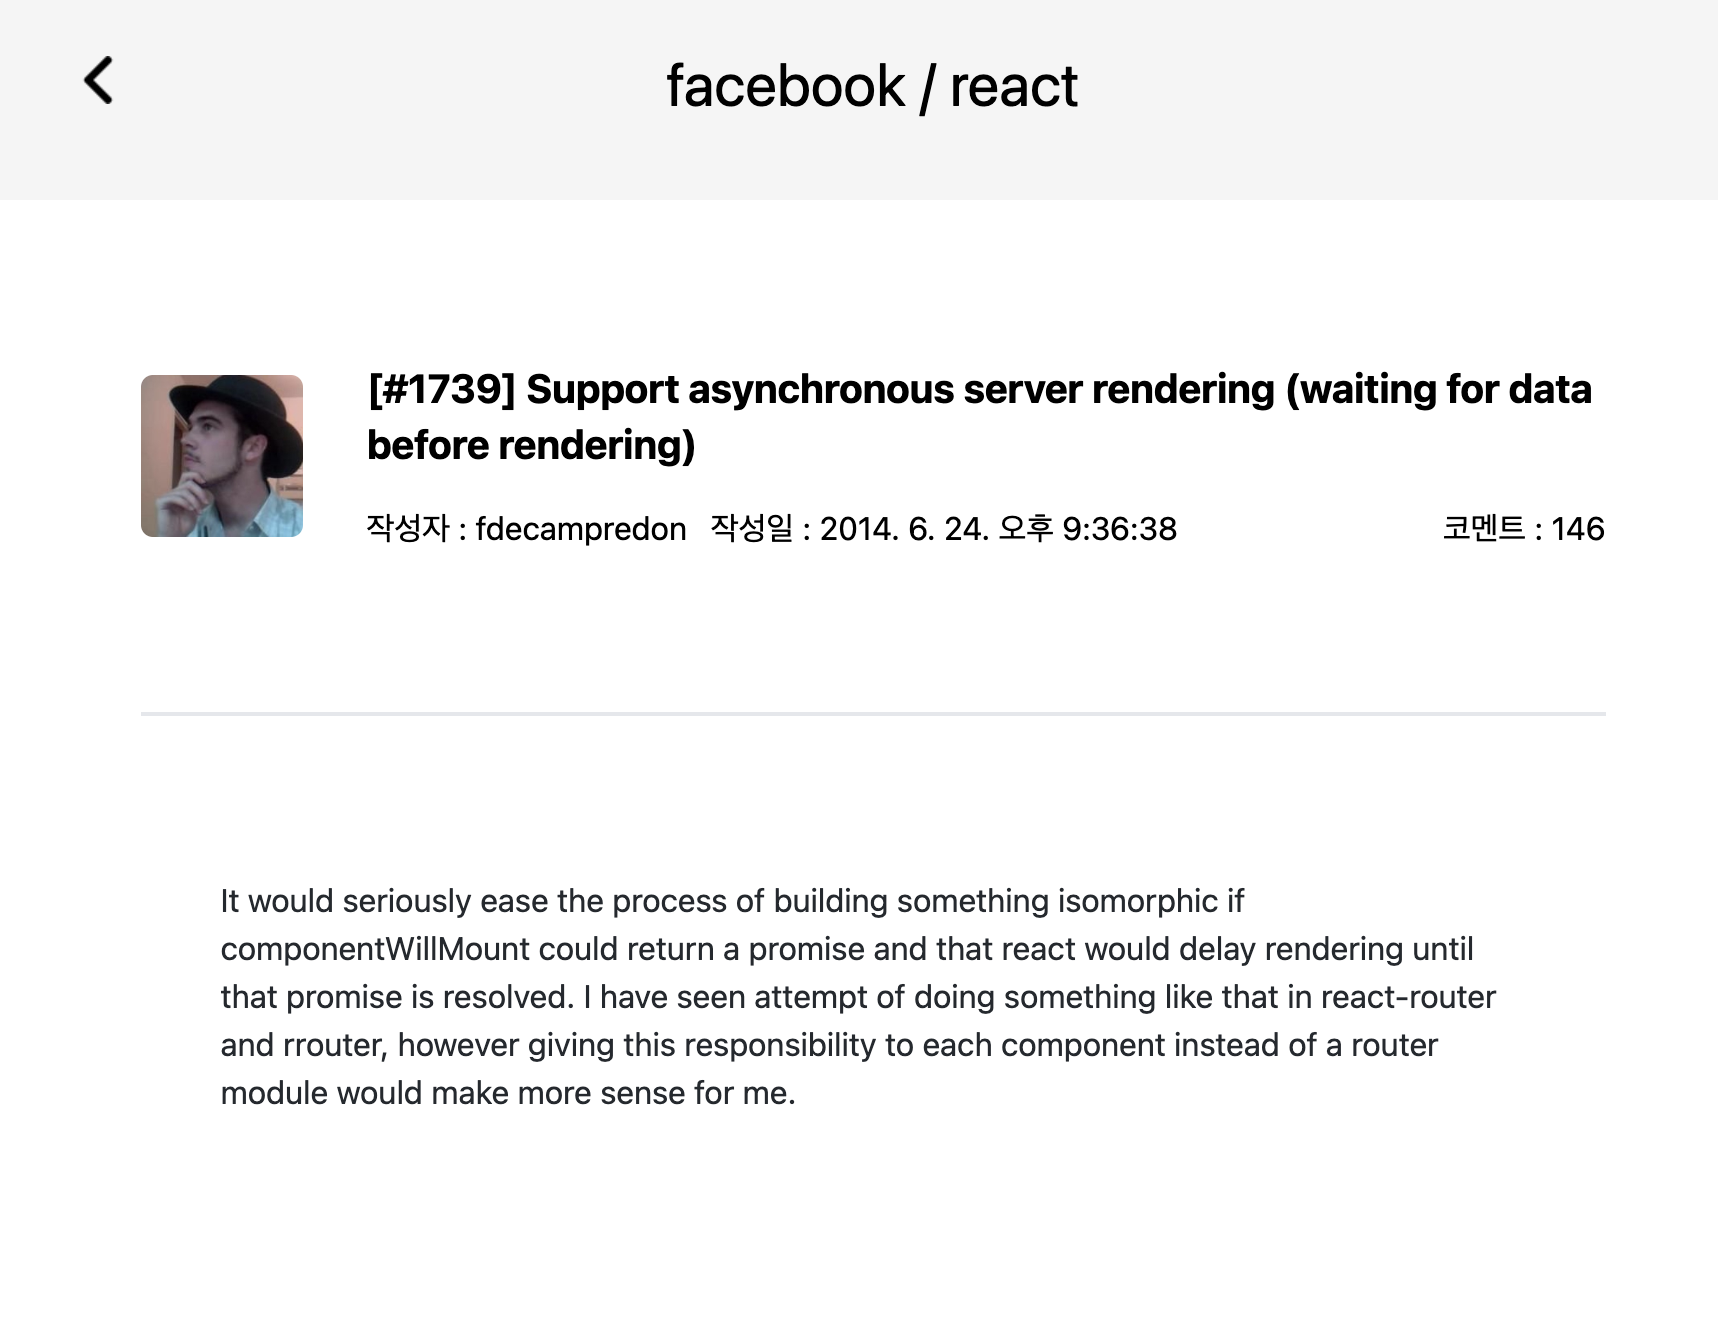 facebook / react
[#1739] Support asynchronous server rendering (waiting for data
before rendering)
작성자 : fdecampredon 작성일 : 2014. 6. 24. 오후 9:36:38 코멘트 : 146
It would seriously ease the process of building something isomorphic if
componentWillMount could return a promise and that react would delay rendering until
that promise is resolved. I have seen attempt of doing something like that in react-router
and rrouter, however giving this responsibility to each component instead of a router
module would make more sense for me.